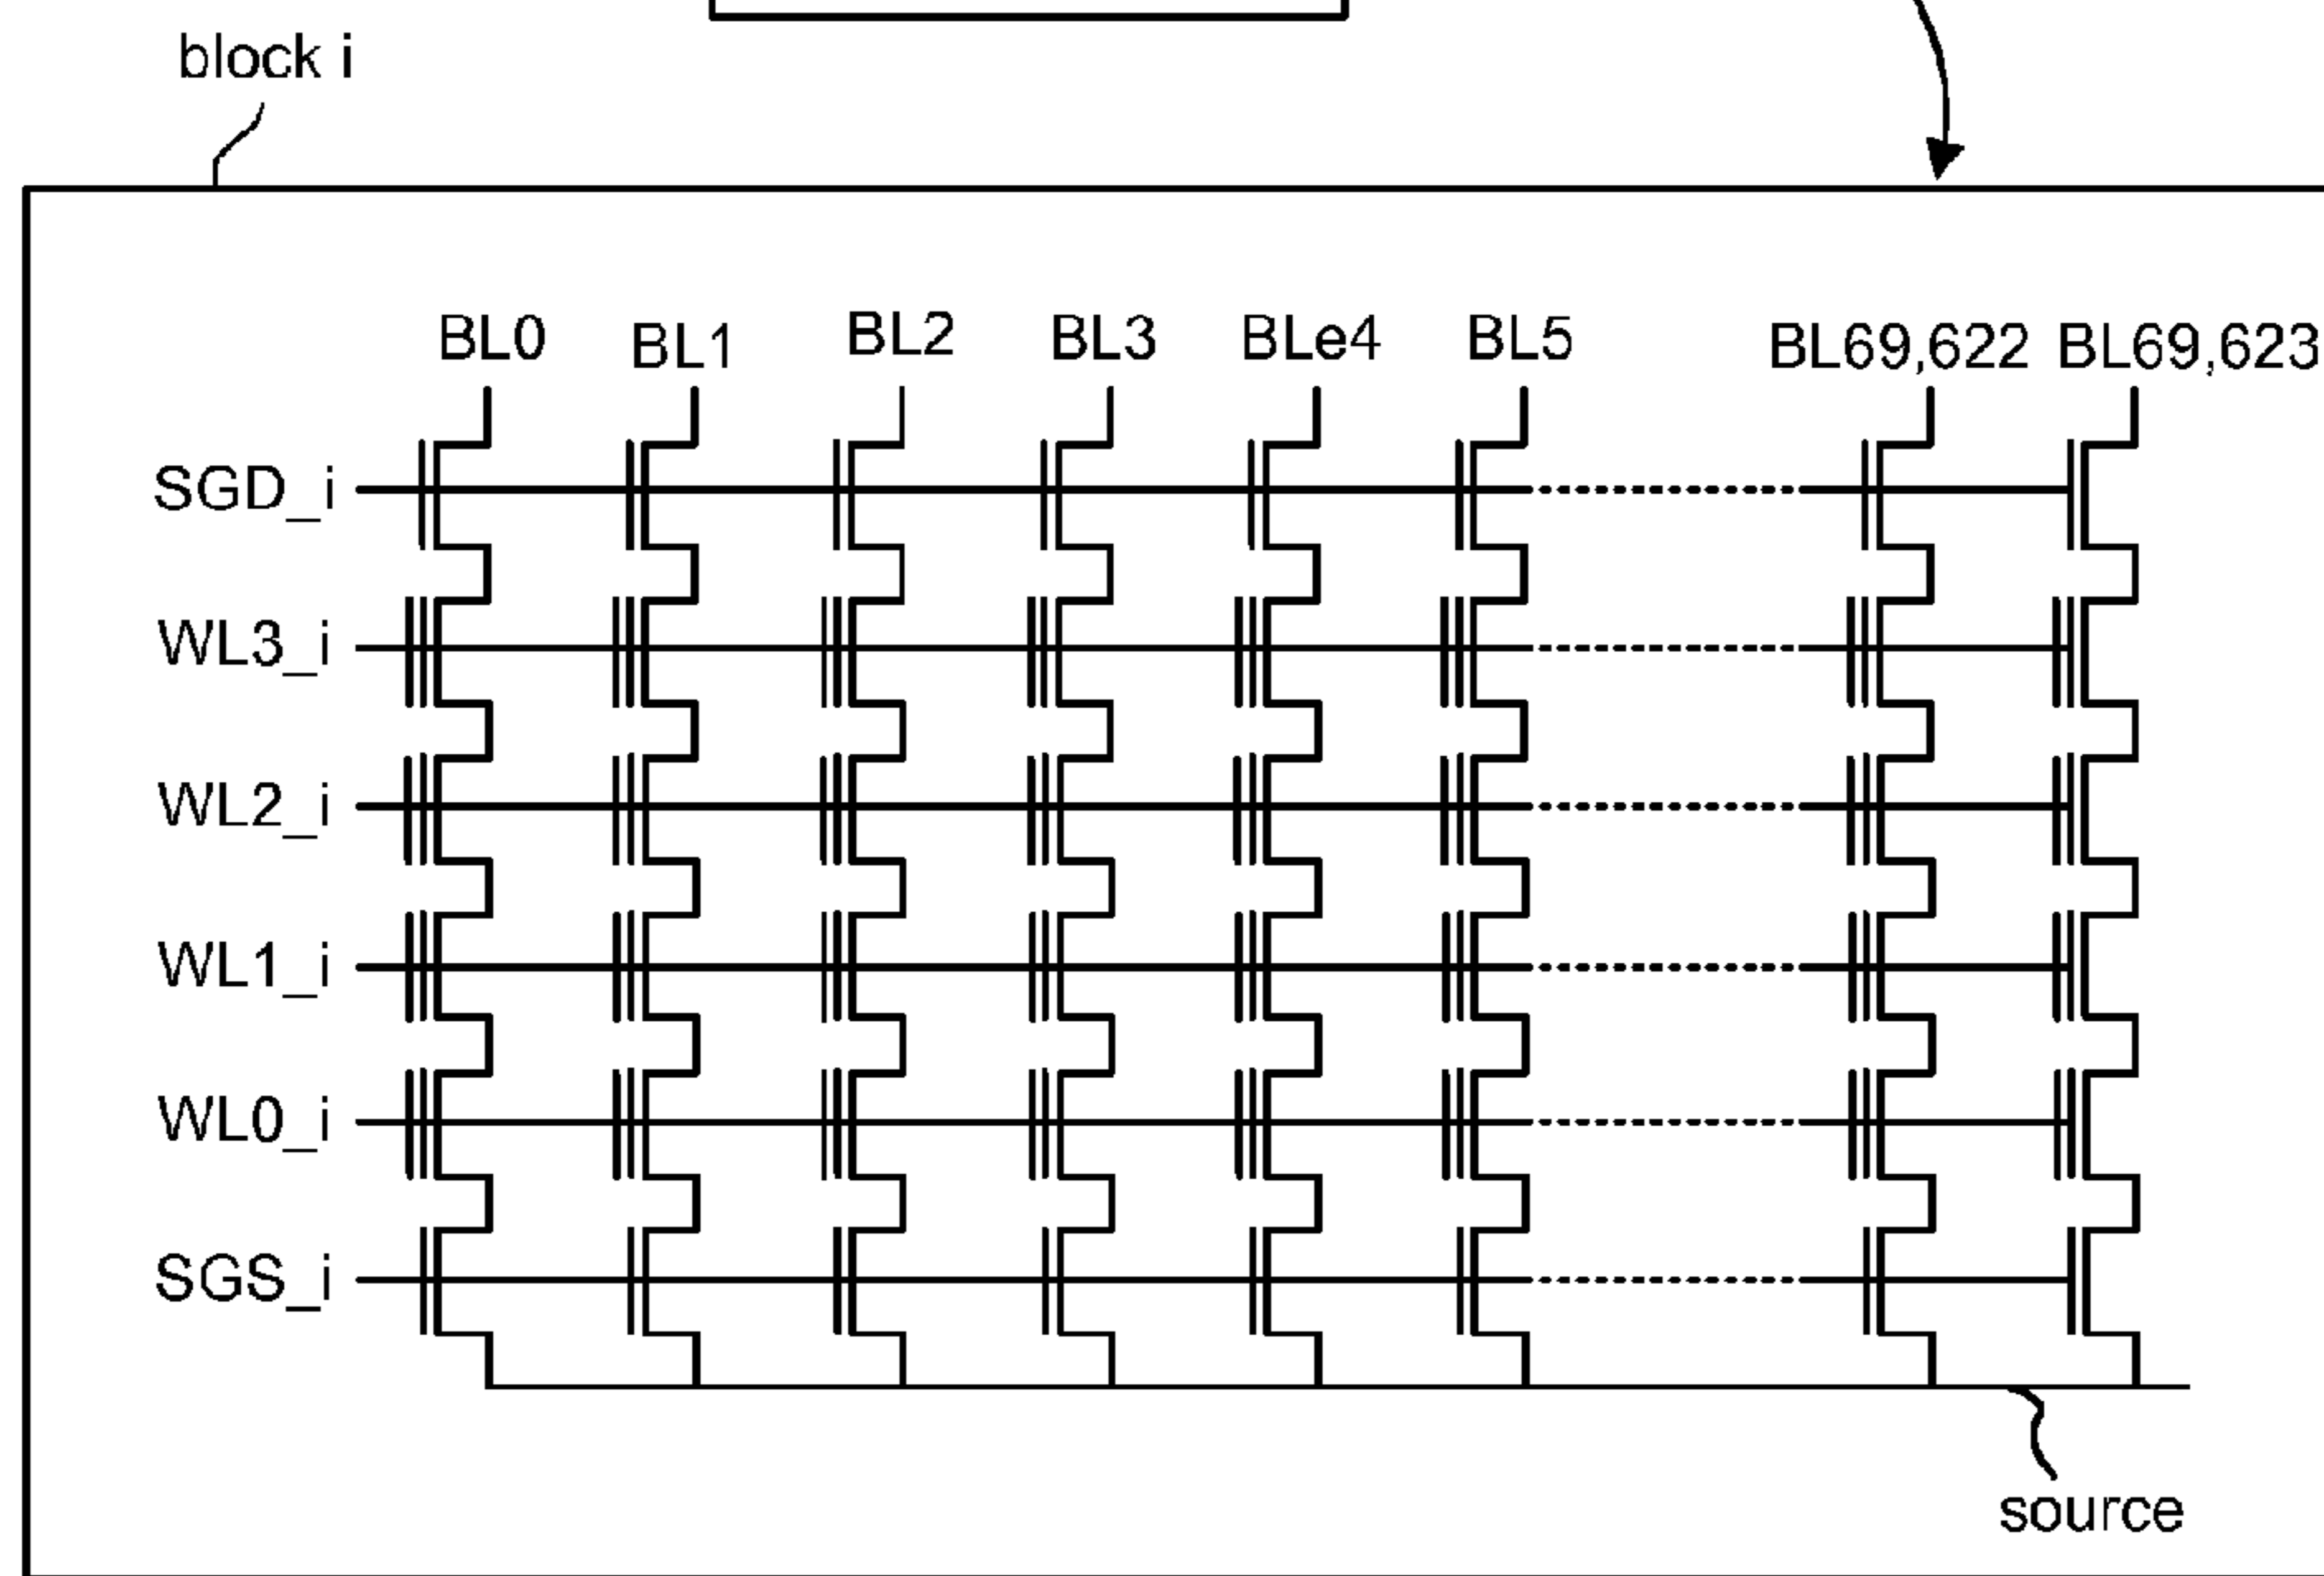 block i
BL0 BL1 BL2 BL3 BLe4 BL5 BL69,622 BL69,623
SGD_i
WL3_i
WL2_i
WL1_i
WL0_i
SGS_i
source